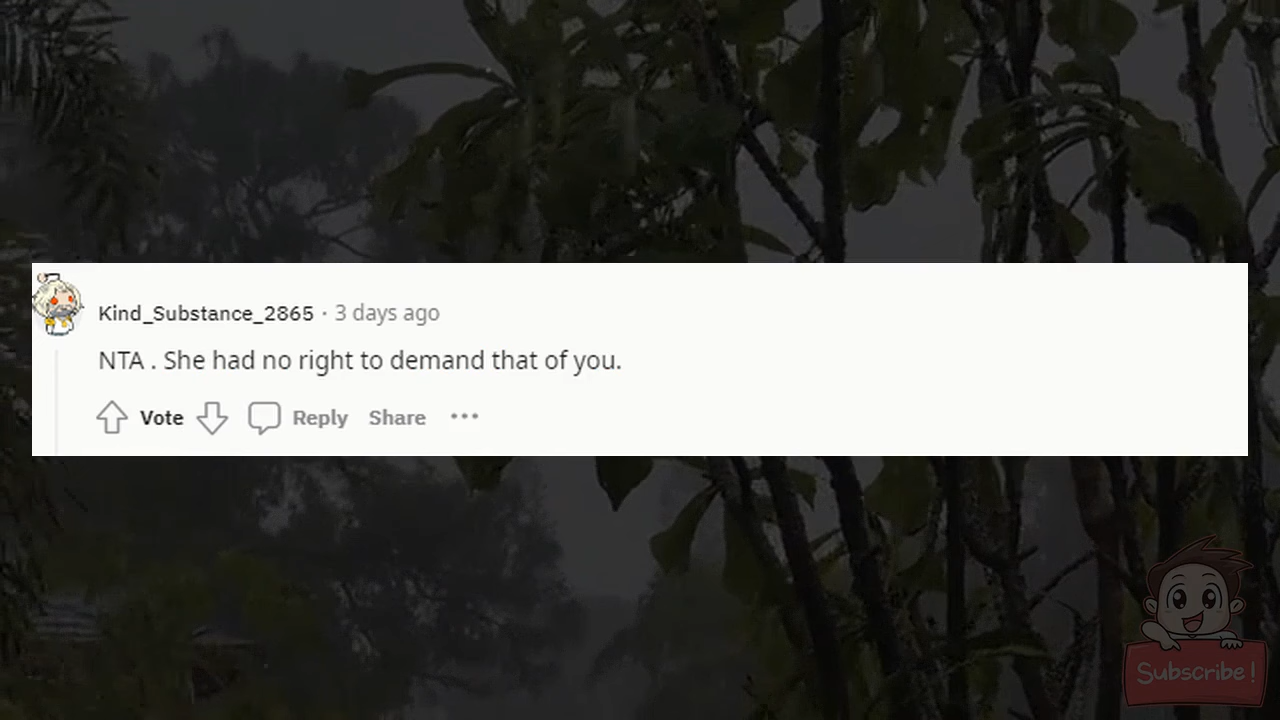 Kind_Substance_2865 · 3 days ago
NTA . She had no right to demand that of you.
Vote Reply Share •••
Subscribe!